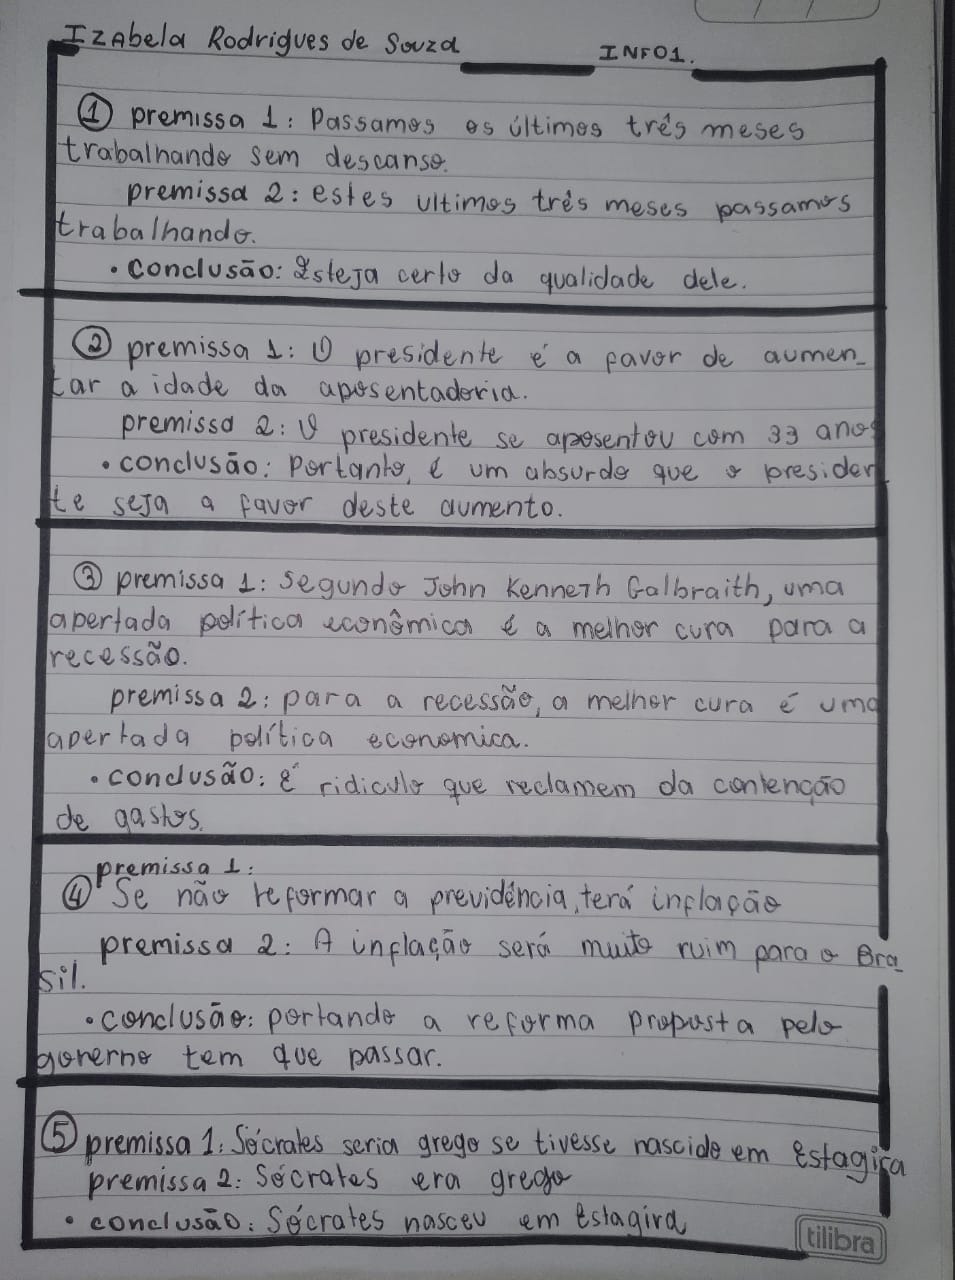 Izabela Rodrigues de Souza INFO1.
① premissa 1: Passamos os últimos três meses
trabalhando sem descanso.
premissa 2: estes ultimos três meses passamos
trabalhando.
• conclusão: Esteja certo da qualidade dele.
② premissa 1: O presidente é a favor de aumen-
tar a idade da aposentadoria.
premissa 2: O presidente se aposentou com 33 anos
• conclusão: Portanto, é um absurdo que o presiden
te seja a favor deste aumento.
③ premissa 1: Segundo John Kenneth Galbraith, uma
apertada política econômica é a melhor cura para a
recessão.
premissa 2: para a recessão, a melhor cura é uma
apertada política economica.
• conclusão: É ridiculo que reclamem da contenção
de gastos.
premissa 1:
④ Se não reformar a previdência, terá inflação
premissa 2: A inflação será muito ruim para o Bra-
sil.
• conclusão: portando a reforma proposta pelo
governo tem que passar.
⑤ premissa 1: Sócrates seria grego se tivesse nascido em Estagira
premissa 2: Sócrates era grego
• conclusão: Sócrates nasceu em Estagira
tilibra